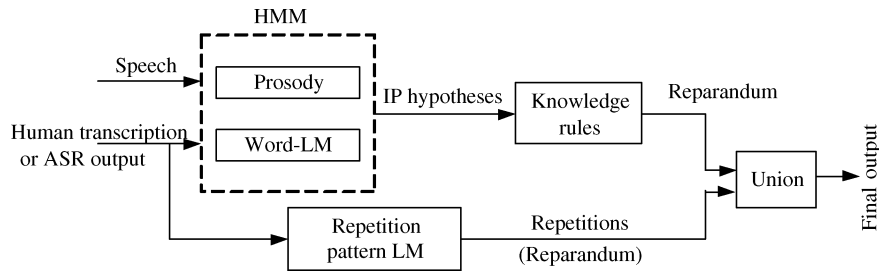 HMM
Speech
Prosody
IP hypotheses
Knowledge
rules
Reparandum
Human transcription
or ASR output
Word-LM
Union
Final output
Repetition
pattern LM
Repetitions
(Reparandum)